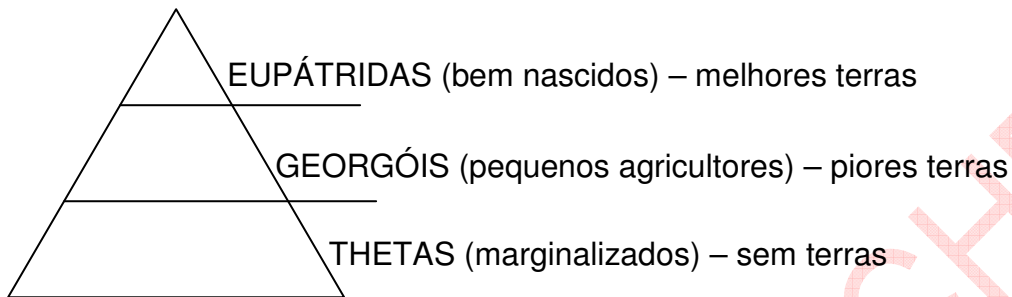 EUPÁTRIDAS (bem nascidos) – melhores terras
GEORGÓIS (pequenos agricultores) – piores terras
THETAS (marginalizados) – sem terras